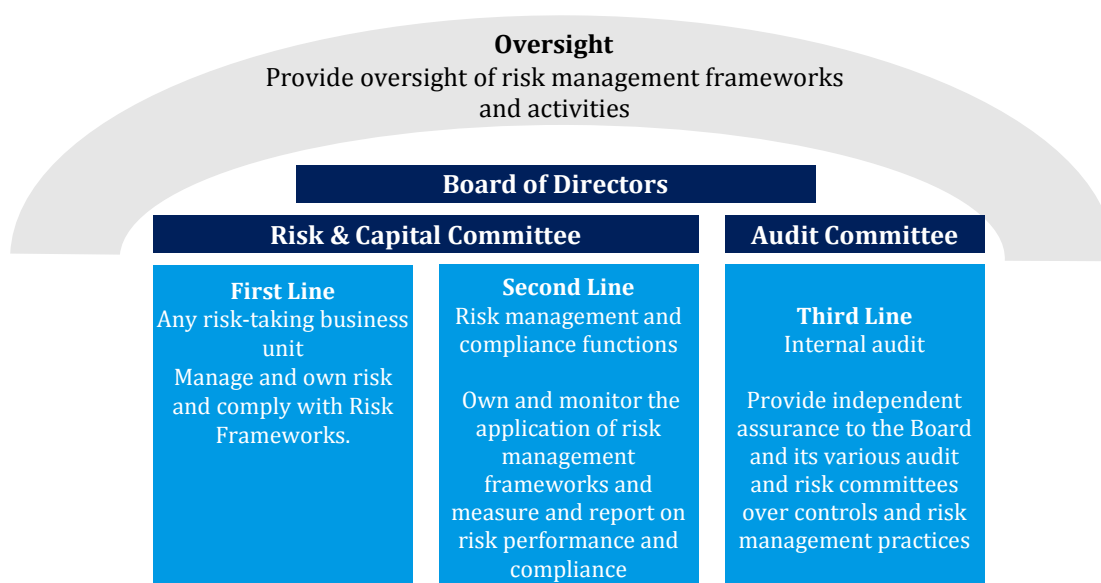 Oversight
Provide oversight of risk management frameworks
and activities
Board of Directors
Risk & Capital Committee
Audit Committee
First Line
Any risk-taking business
unit
Manage and own risk
and comply with Risk
Frameworks.
Second Line
Risk management and
compliance functions
Own and monitor the
application of risk
management
frameworks and
measure and report on
risk performance and
compliance
Third Line
Internal audit
Provide independent
assurance to the Board
and its various audit
and risk committees
over controls and risk
management practices